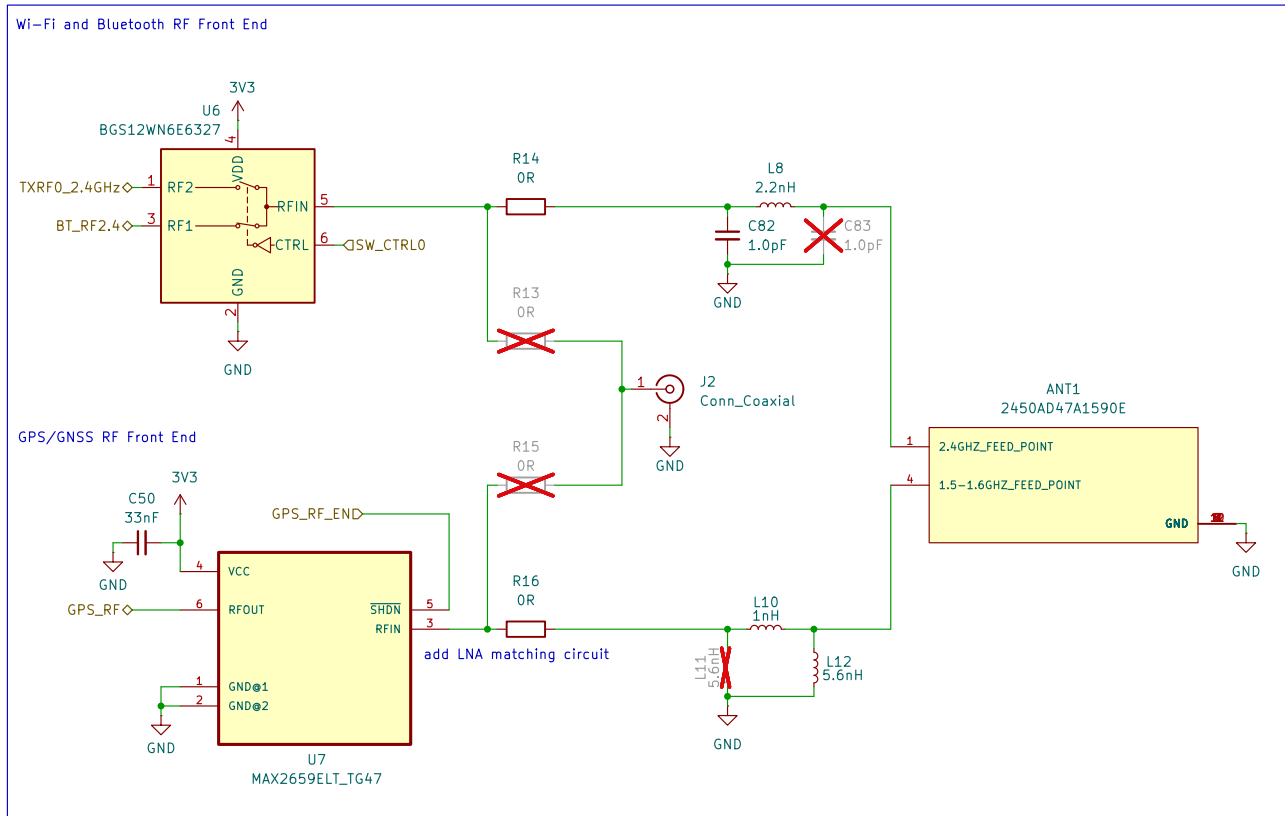 Wi-Fi and Bluetooth RF Front End
3V3
U6
BGS12WN6E6327
4
VDD
TXRF0_2.4GHz
1
RF2
BT_RF2.4
3
RF1
RFIN
5
CTRL
6
SW_CTRL0
GND
2
GND
R14
0R
L8
2.2nH
C82
1.0pF
C83
1.0pF
GND
R13
0R
1
J2
Conn_Coaxial
2
GND
ANT1
2450AD47A1590E
1
2.4GHZ_FEED_POINT
4
1.5-1.6GHZ_FEED_POINT
GND
GND
GPS/GNSS RF Front End
R15
0R
3V3
C50
33nF
GND
GPS_RF_EN
4
VCC
GPS_RF
6
RFOUT
SHDN
5
RFIN
3
1
GND@1
2
GND@2
GND
U7
MAX2659ELT_TG47
R16
0R
add LNA matching circuit
L10
1nH
L11
5.6nH
L12
5.6nH
GND